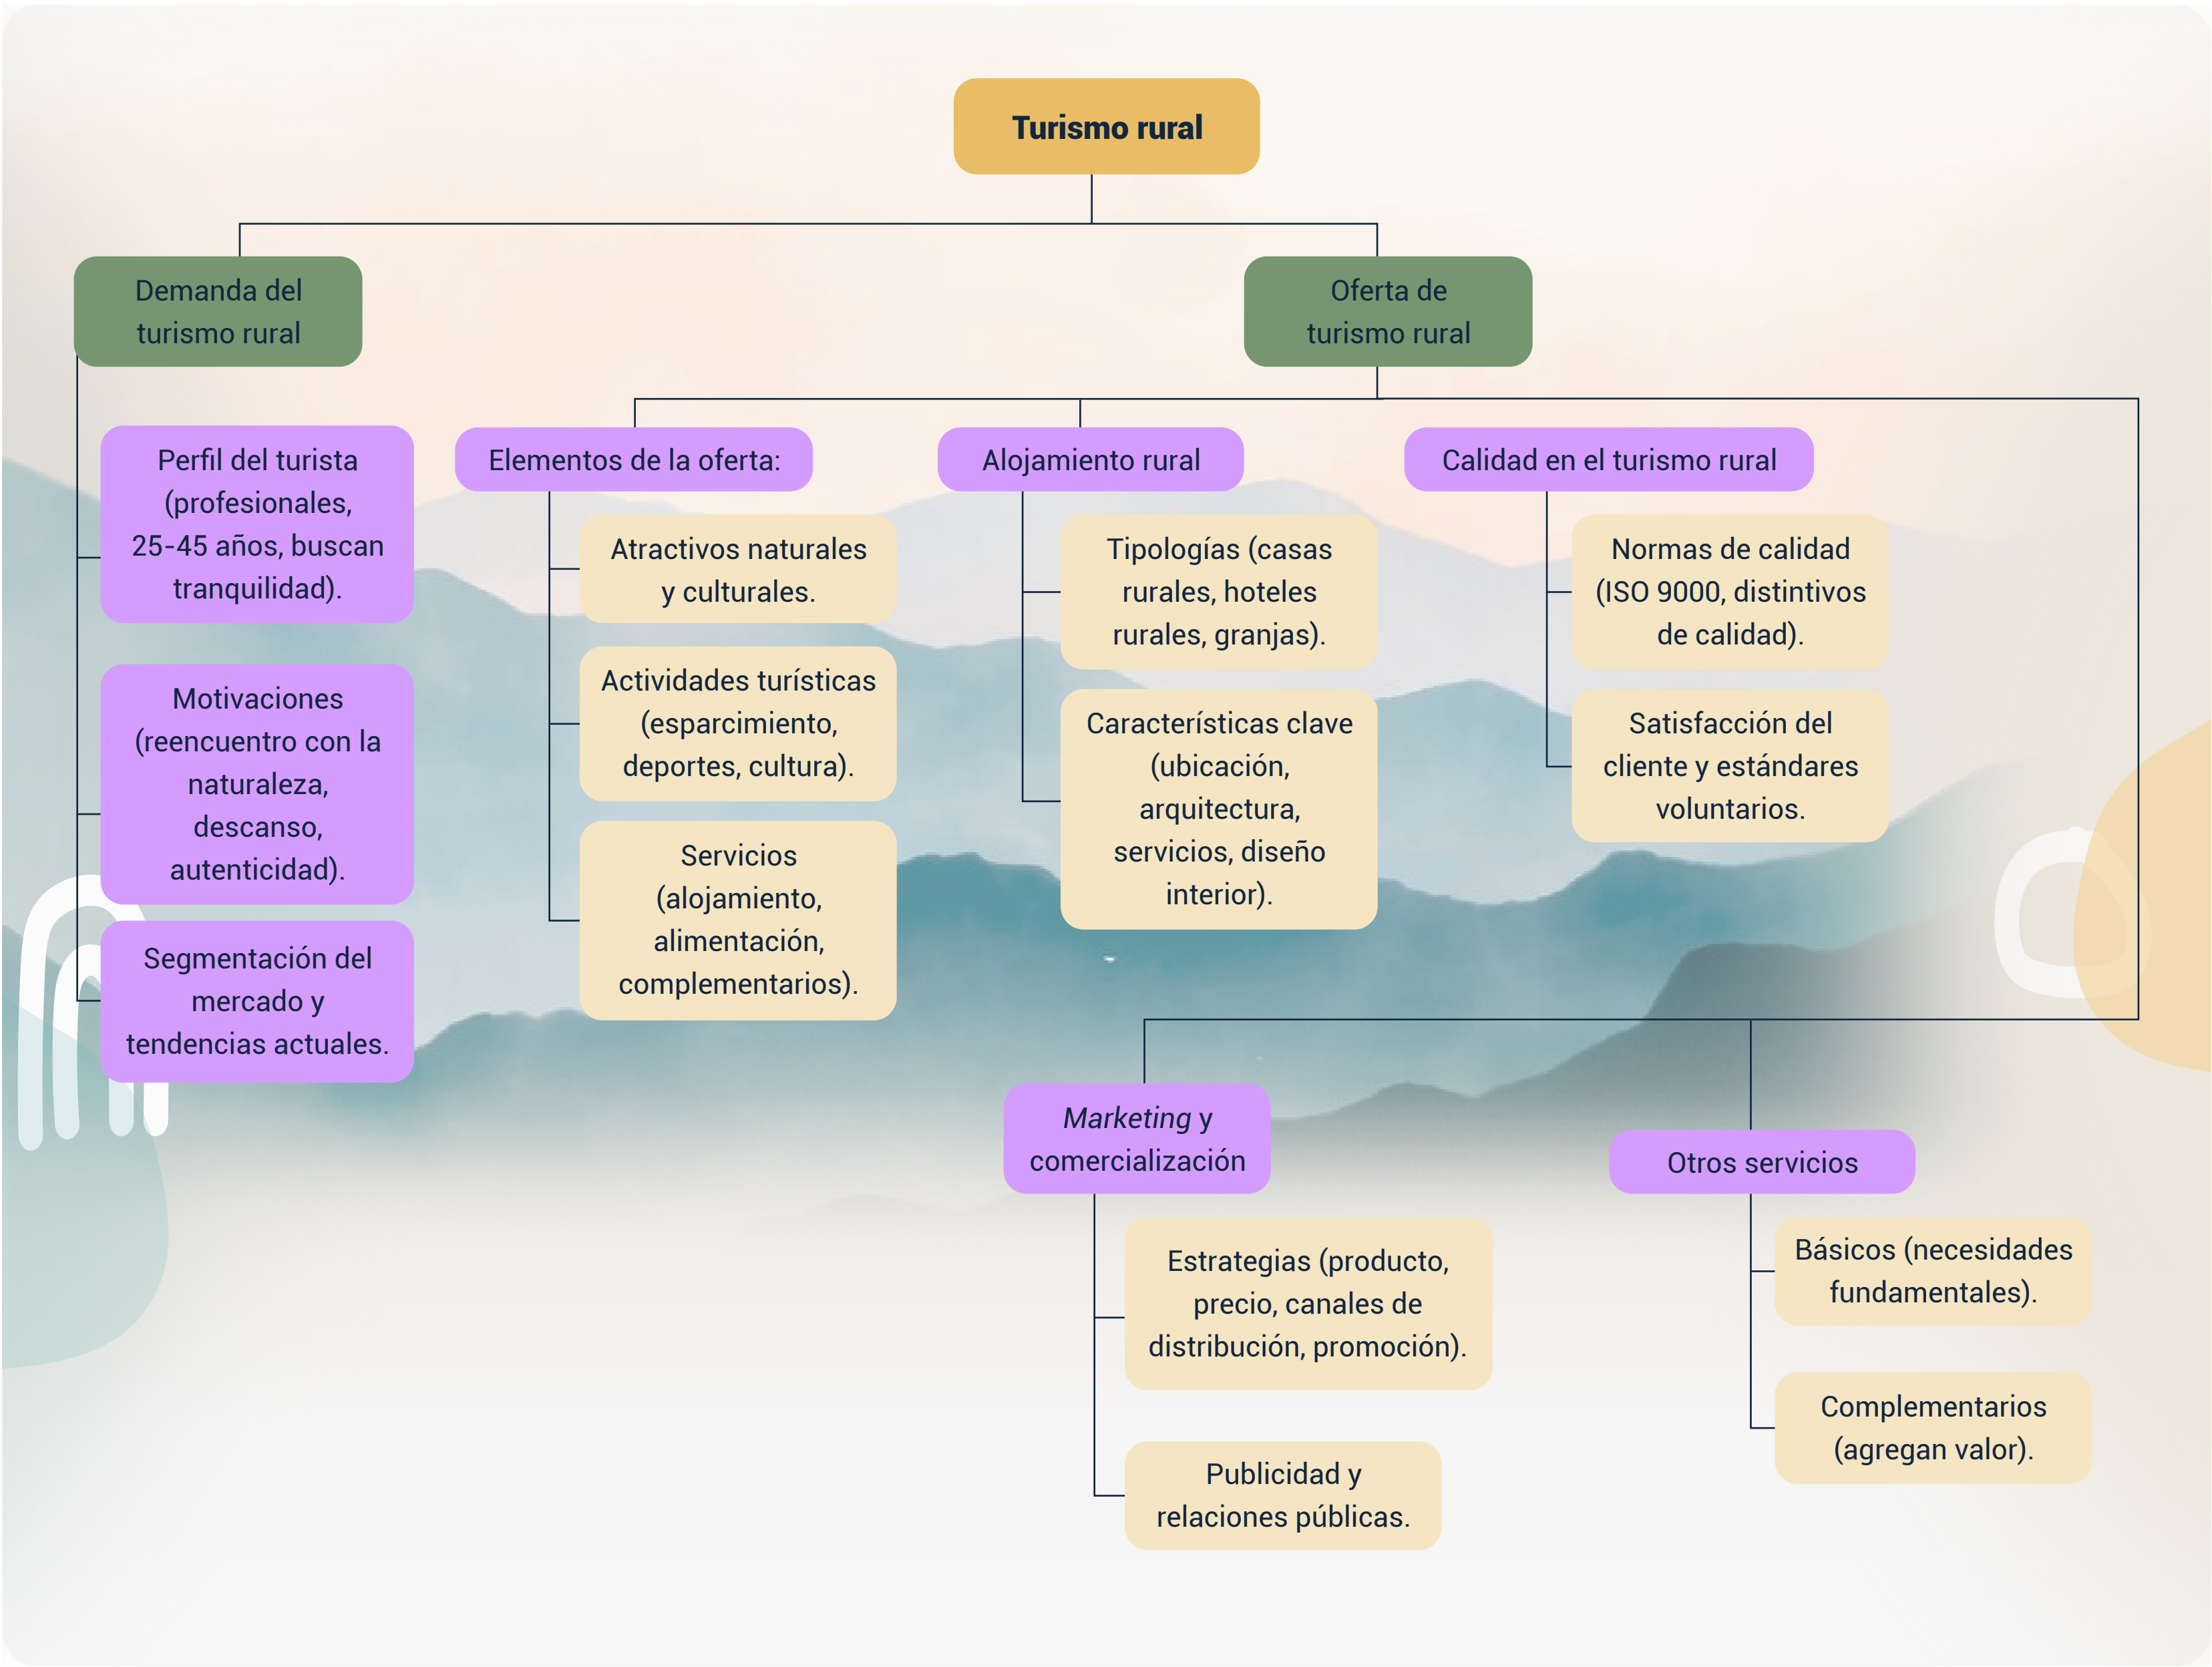 Turismo rural
Demanda del
turismo rural
Perfil del turista
(profesionales,
25-45 años, buscan
tranquilidad).
Motivaciones
(reencuentro con la
naturaleza,
descanso,
autenticidad).
Segmentación del
mercado y
tendencias actuales.
Oferta de
turismo rural
Elementos de la oferta:
Atractivos naturales
y culturales.
Actividades turísticas
(esparcimiento,
deportes, cultura).
Servicios
(alojamiento,
alimentación,
complementarios).
Alojamiento rural
Tipologías (casas
rurales, hoteles
rurales, granjas).
Características clave
(ubicación,
arquitectura,
servicios, diseño
interior).
Calidad en el turismo rural
Normas de calidad
(ISO 9000, distintivos
de calidad).
Satisfacción del
cliente y estándares
voluntarios.
Marketing y
comercialización
Estrategias (producto,
precio, canales de
distribución, promoción).
Publicidad y
relaciones públicas.
Otros servicios
Básicos (necesidades
fundamentales).
Complementarios
(agregan valor).